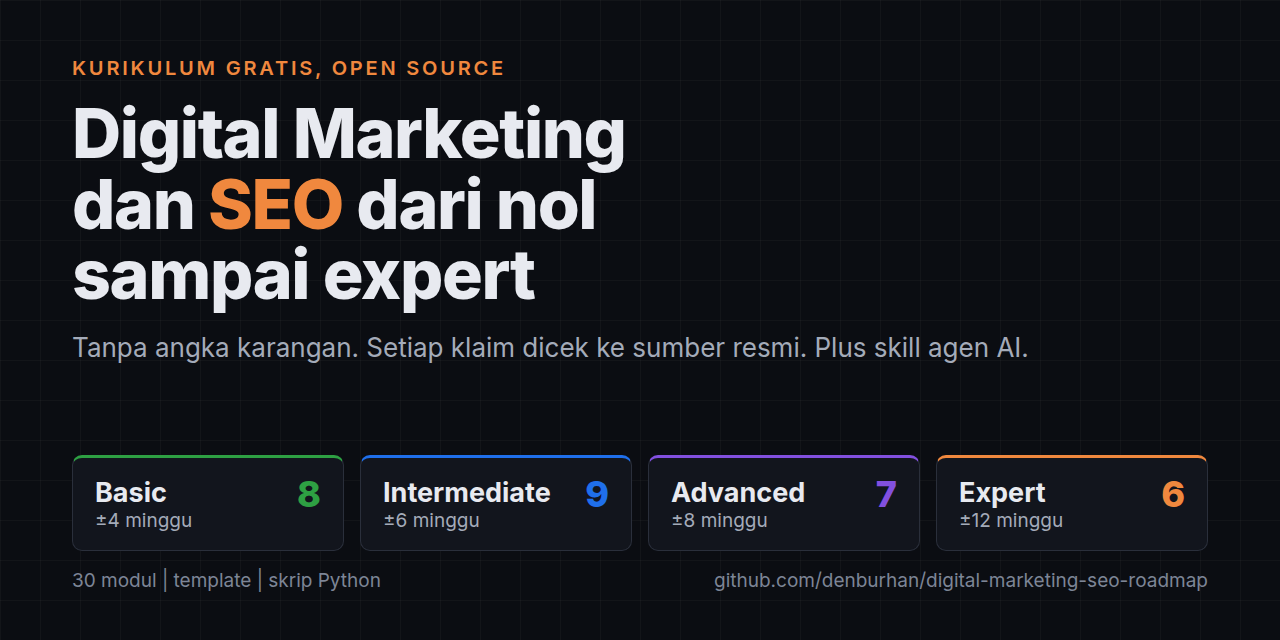 KURIKULUM GRATIS, OPEN SOURCE
Digital Marketing
dan SEO dari nol
sampai expert
Tanpa angka karangan. Setiap klaim dicek ke sumber resmi. Plus skill agen AI.
Basic 8
±4 minggu
Intermediate 9
±6 minggu
Advanced 7
±8 minggu
Expert 6
±12 minggu
30 modul | template | skrip Python
github.com/denburhan/digital-marketing-seo-roadmap